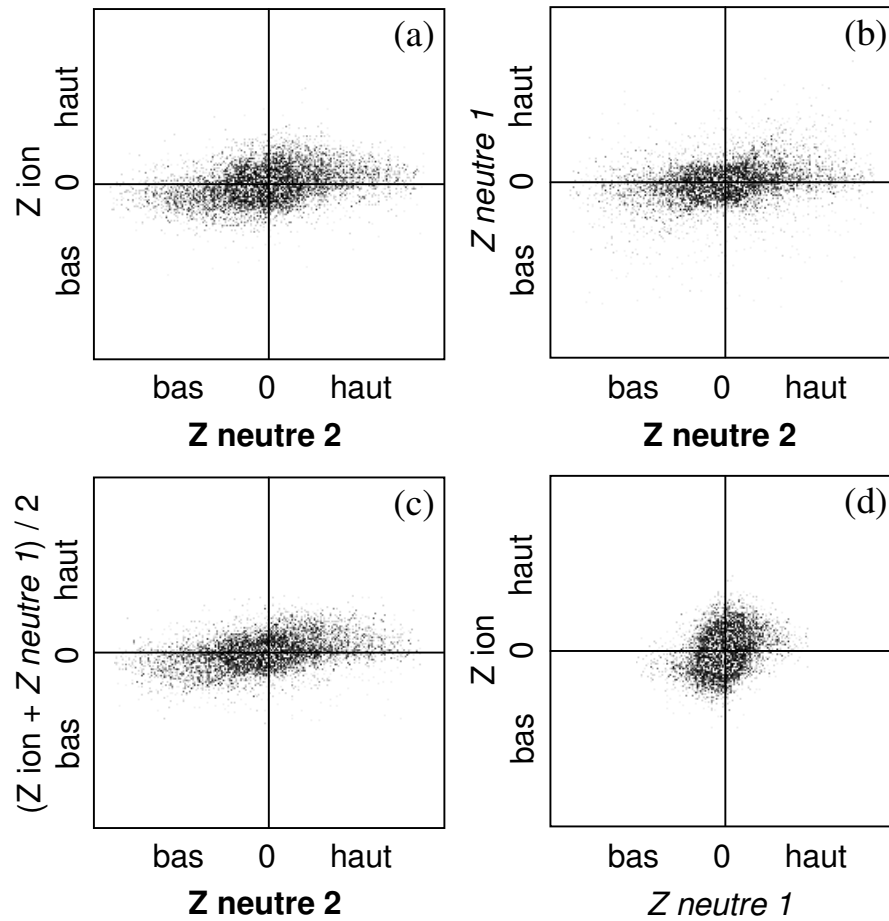 (a)
Z ion
haut
0
bas
bas 0 haut
Z neutre 2
(b)
Z neutre 1
haut
0
bas
bas 0 haut
Z neutre 2
(c)
(Z ion + Z neutre 1) / 2
haut
0
bas
bas 0 haut
Z neutre 2
(d)
Z ion
haut
0
bas
bas 0 haut
Z neutre 1